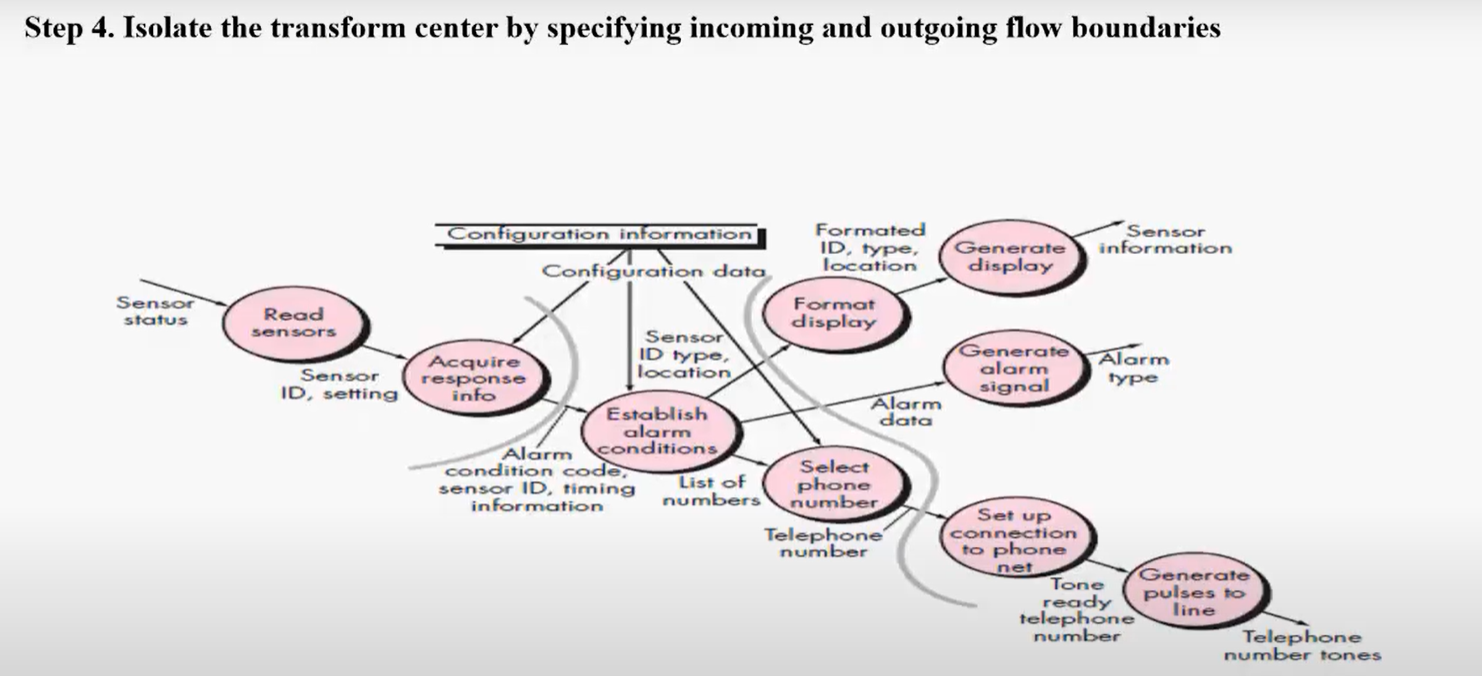 Step 4. Isolate the transform center by specifying incoming and outgoing flow boundaries
Configuration information
Configuration data
Formated
ID, type,
location
Generate
display
Sensor
information
Sensor
status
Read
sensors
Format
display
Sensor
ID type,
location
Sensor
ID, setting
Acquire
response
info
Generate
alarm
signal
Alarm
type
Alarm
data
Establish
alarm
conditions
Alarm
condition code,
sensor ID, timing
information
List of
numbers
Select
phone
number
Telephone
number
Set up
connection
to phone
net
Tone
ready
telephone
number
Generate
pulses to
line
Telephone
number tones